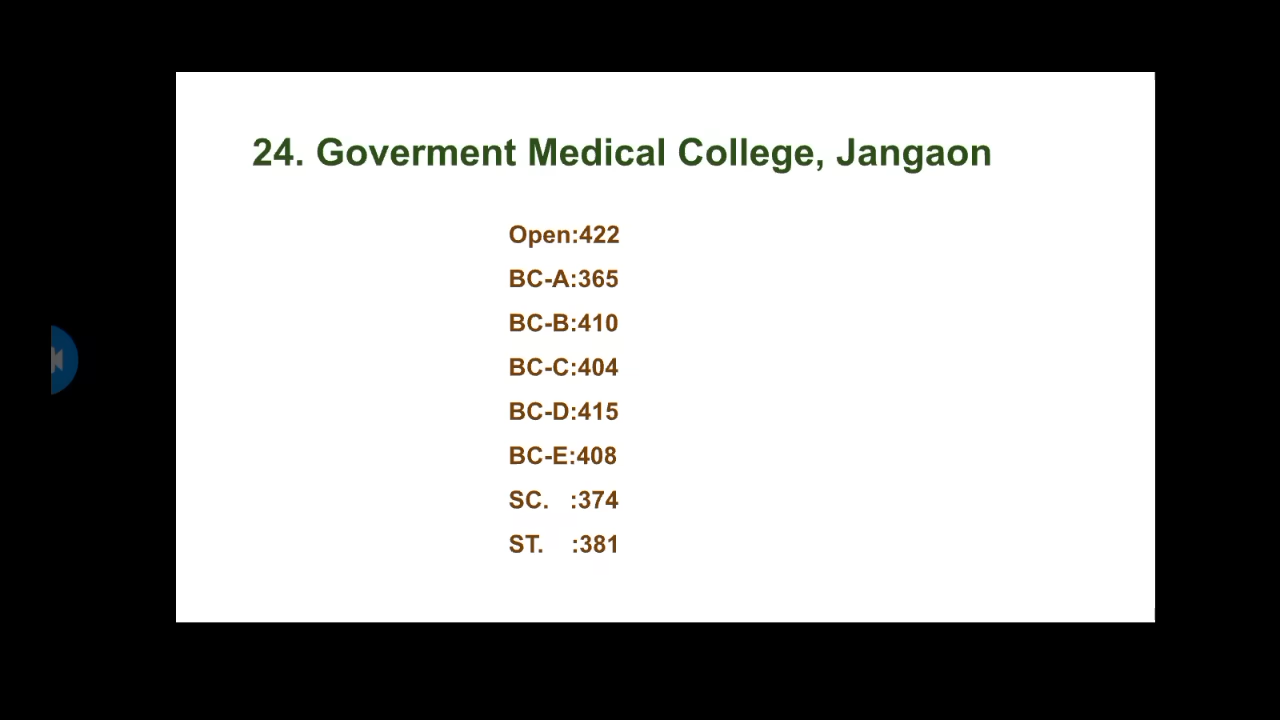 24. Goverment Medical College, Jangaon
Open:422
BC-A:365
BC-B:410
BC-C:404
BC-D:415
BC-E:408
SC. :374
ST. :381